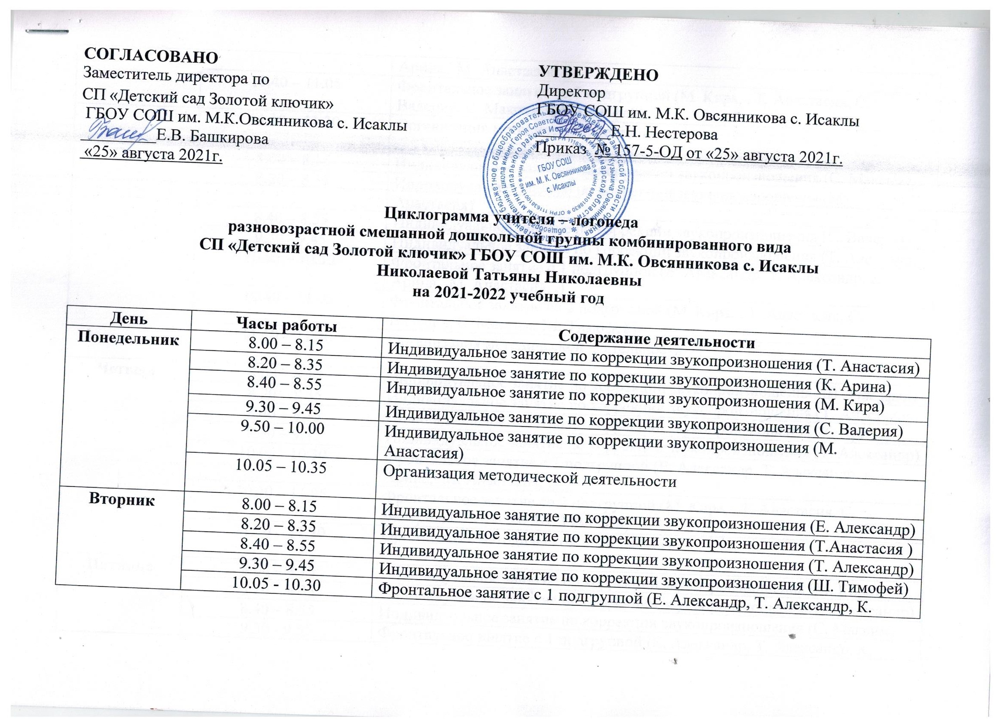 СОГЛАСОВАНО
Заместитель директора по
СП «Детский сад Золотой ключик»
ГБОУ СОШ им. М.К.Овсянникова с. Исаклы
Е.В. Башкирова
«25» августа 2021г.
УТВЕРЖДЕНО
Директор
ГБОУ СОШ им. М.К. Овсянникова с. Исаклы
Е.Н. Нестерова
Приказ № 157-5-ОД от «25» августа 2021г.
ГБОУ СОШ
им. М. К. Овсянникова
с. Исаклы
Циклограмма учителя – логопеда
разновозрастной смешанной дошкольной группы комбинированного вида
СП «Детский сад Золотой ключик» ГБОУ СОШ им. М.К. Овсянникова с. Исаклы
Николаевой Татьяны Николаевны
на 2021-2022 учебный год
День Часы работы Содержание деятельности
Понедельник 8.00 – 8.15 Индивидуальное занятие по коррекции звукопроизношения (Т. Анастасия)
8.20 – 8.35 Индивидуальное занятие по коррекции звукопроизношения (К. Арина)
8.40 – 8.55 Индивидуальное занятие по коррекции звукопроизношения (М. Кира)
9.30 – 9.45 Индивидуальное занятие по коррекции звукопроизношения (С. Валерия)
9.50 – 10.00 Индивидуальное занятие по коррекции звукопроизношения (М.
Анастасия)
10.05 – 10.35 Организация методической деятельности
Вторник 8.00 – 8.15 Индивидуальное занятие по коррекции звукопроизношения (Е. Александр)
8.20 – 8.35 Индивидуальное занятие по коррекции звукопроизношения (Т.Анастасия )
8.40 – 8.55 Индивидуальное занятие по коррекции звукопроизношения (Т. Александр)
9.30 – 9.45 Индивидуальное занятие по коррекции звукопроизношения (Ш. Тимофей)
10.05 - 10.30 Фронтальное занятие с 1 подгруппой (Е. Александр, Т. Александр, К.